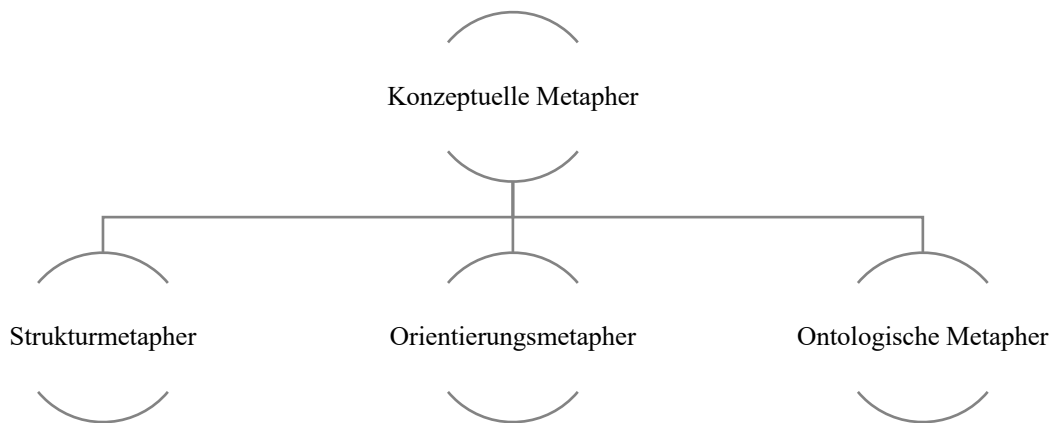 Konzeptuelle Metapher
Strukturmetapher
Orientierungsmetapher
Ontologische Metapher